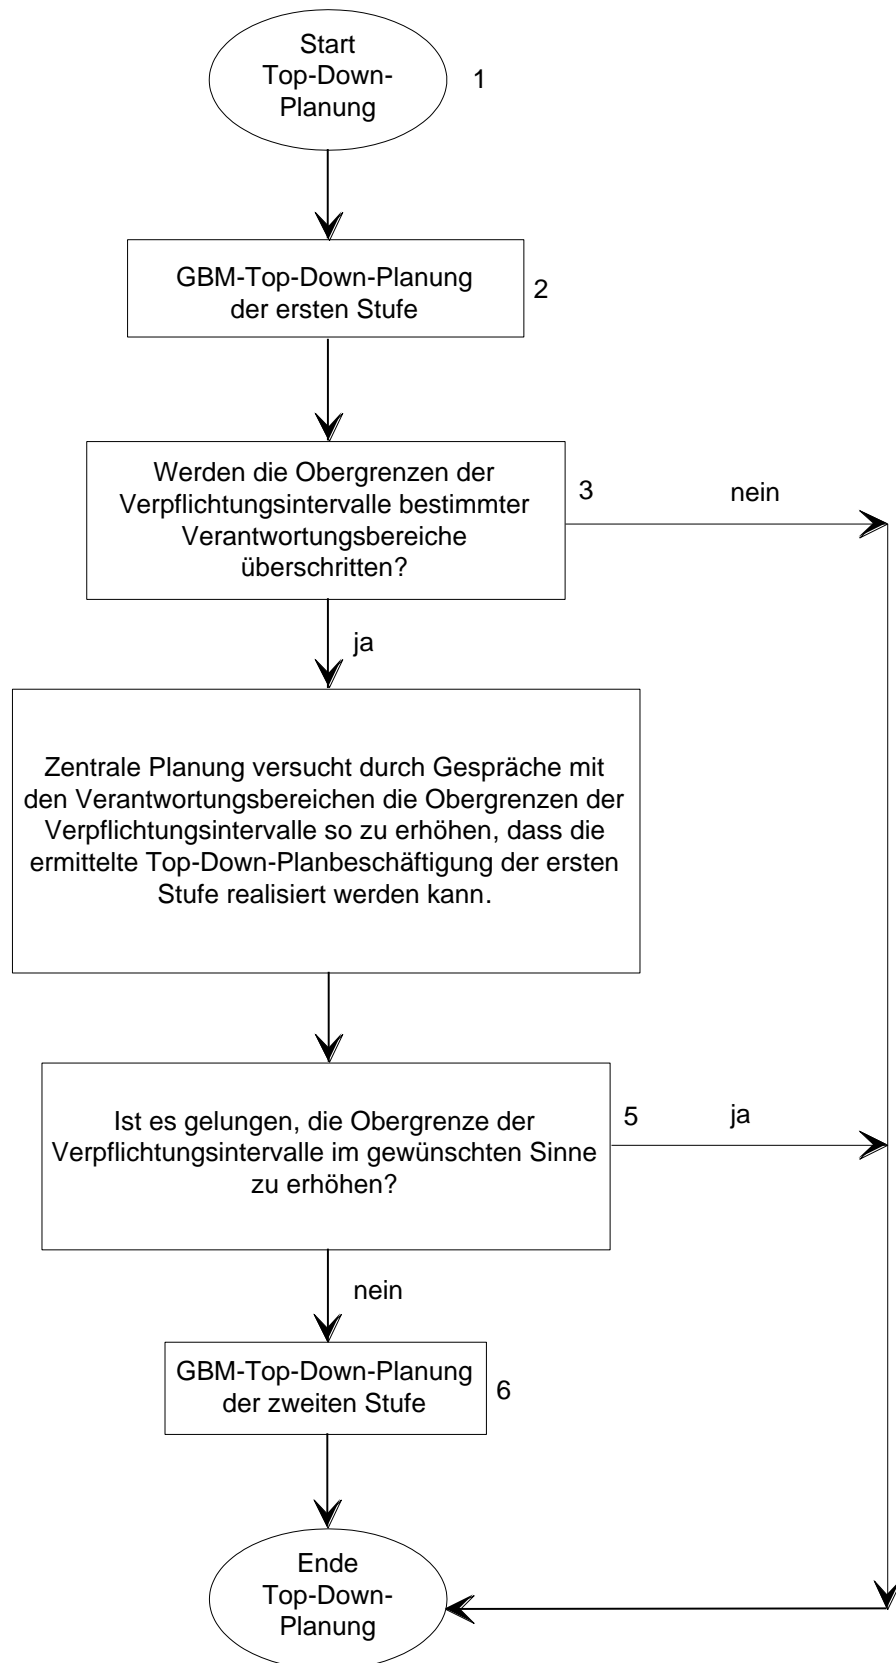 Start
Top-Down-
Planung
1
GBM-Top-Down-Planung
der ersten Stufe
2
Werden die Obergrenzen der
Verpflichtungsintervalle bestimmter
Verantwortungsbereiche
überschritten?
3
nein
ja
Zentrale Planung versucht durch Gespräche mit
den Verantwortungsbereichen die Obergrenzen der
Verpflichtungsintervalle so zu erhöhen, dass die
ermittelte Top-Down-Planbeschäftigung der ersten
Stufe realisiert werden kann.
Ist es gelungen, die Obergrenze der
Verpflichtungsintervalle im gewünschten Sinne
zu erhöhen?
5
ja
nein
GBM-Top-Down-Planung
der zweiten Stufe
6
Ende
Top-Down-
Planung